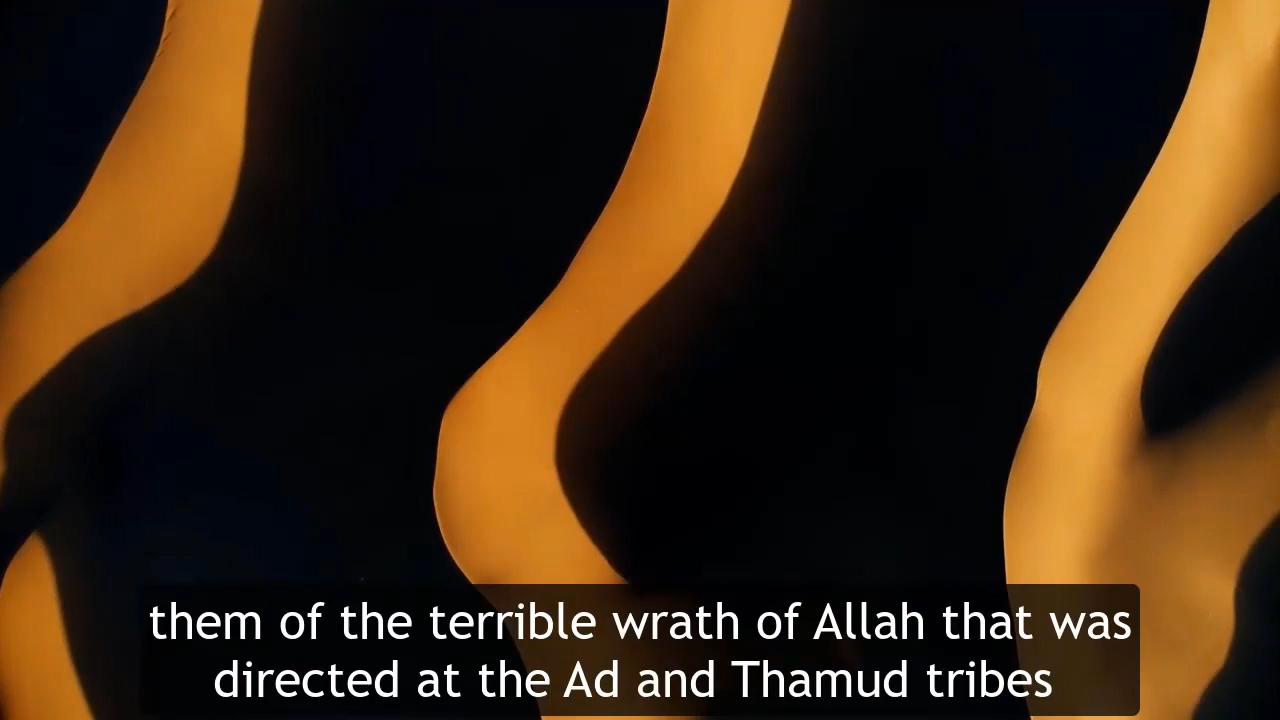 them of the terrible wrath of Allah that was
directed at the Ad and Thamud tribes